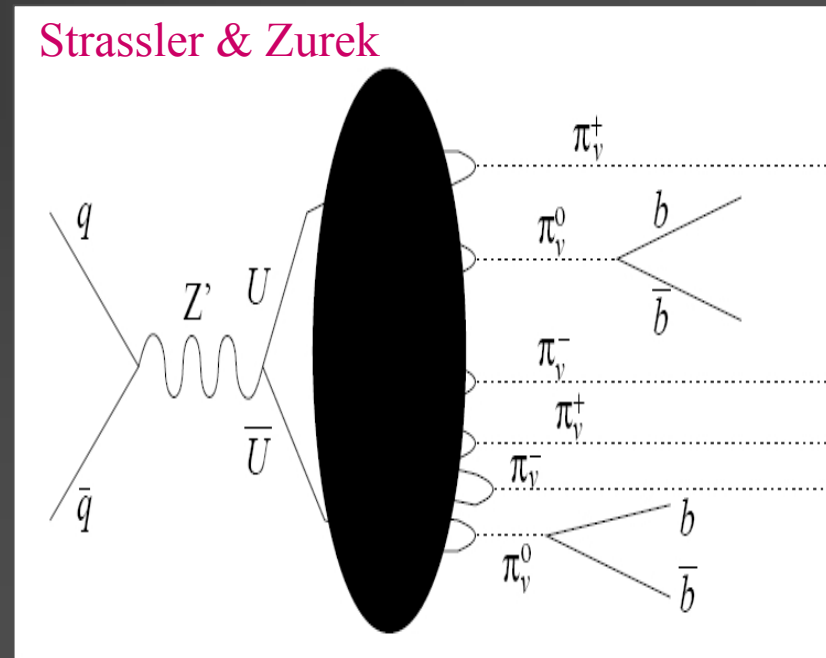 Strassler & Zurek
π_v^+
q
π_v^0
b
Z’
U
b̅
π_v^-
π_v^+
U̅
π_v^-
q̄
b
π_v^0
b̅